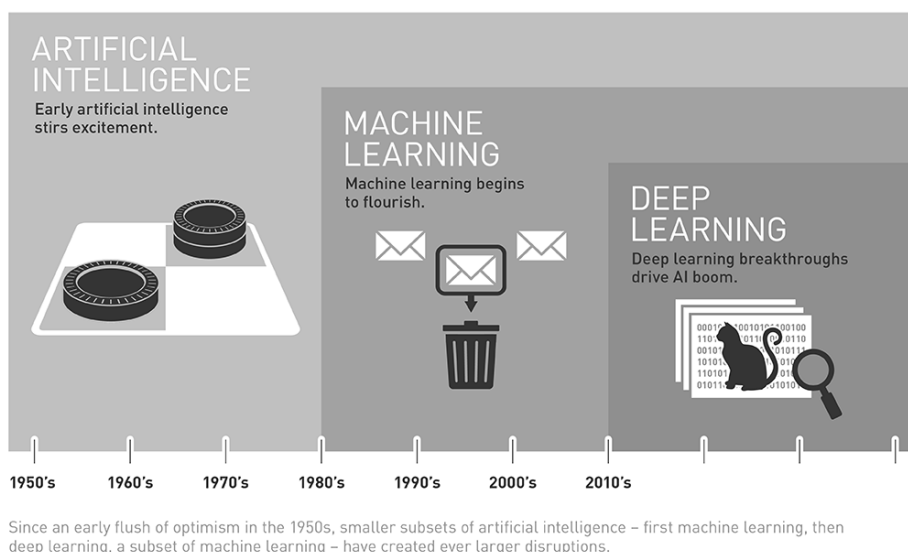 ARTIFICIAL
INTELLIGENCE
Early artificial intelligence
stirs excitement.
MACHINE
LEARNING
Machine learning begins
to flourish.
DEEP
LEARNING
Deep learning breakthroughs
drive AI boom.
1950's 1960's 1970's 1980's 1990's 2000's 2010's
Since an early flush of optimism in the 1950s, smaller subsets of artificial intelligence – first machine learning, then
deep learning, a subset of machine learning – have created ever larger disruptions.